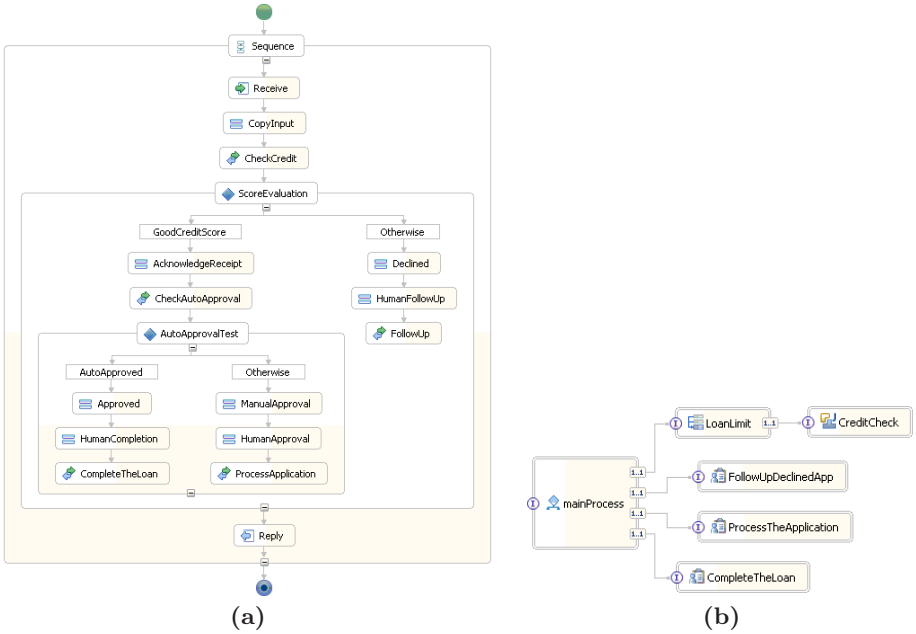 Sequence
Receive
CopyInput
CheckCredit
ScoreEvaluation
GoodCreditScore
Otherwise
AcknowledgeReceipt
Declined
CheckAutoApproval
HumanFollowUp
AutoApprovalTest
FollowUp
AutoApproved
Otherwise
Approved
ManualApproval
HumanCompletion
HumanApproval
CompleteTheLoan
ProcessApplication
Reply
(a)
LoanLimit
1..1
CreditCheck
mainProcess
1..1
1..1
1..1
1..1
FollowUpDeclinedApp
ProcessTheApplication
CompleteTheLoan
(b)